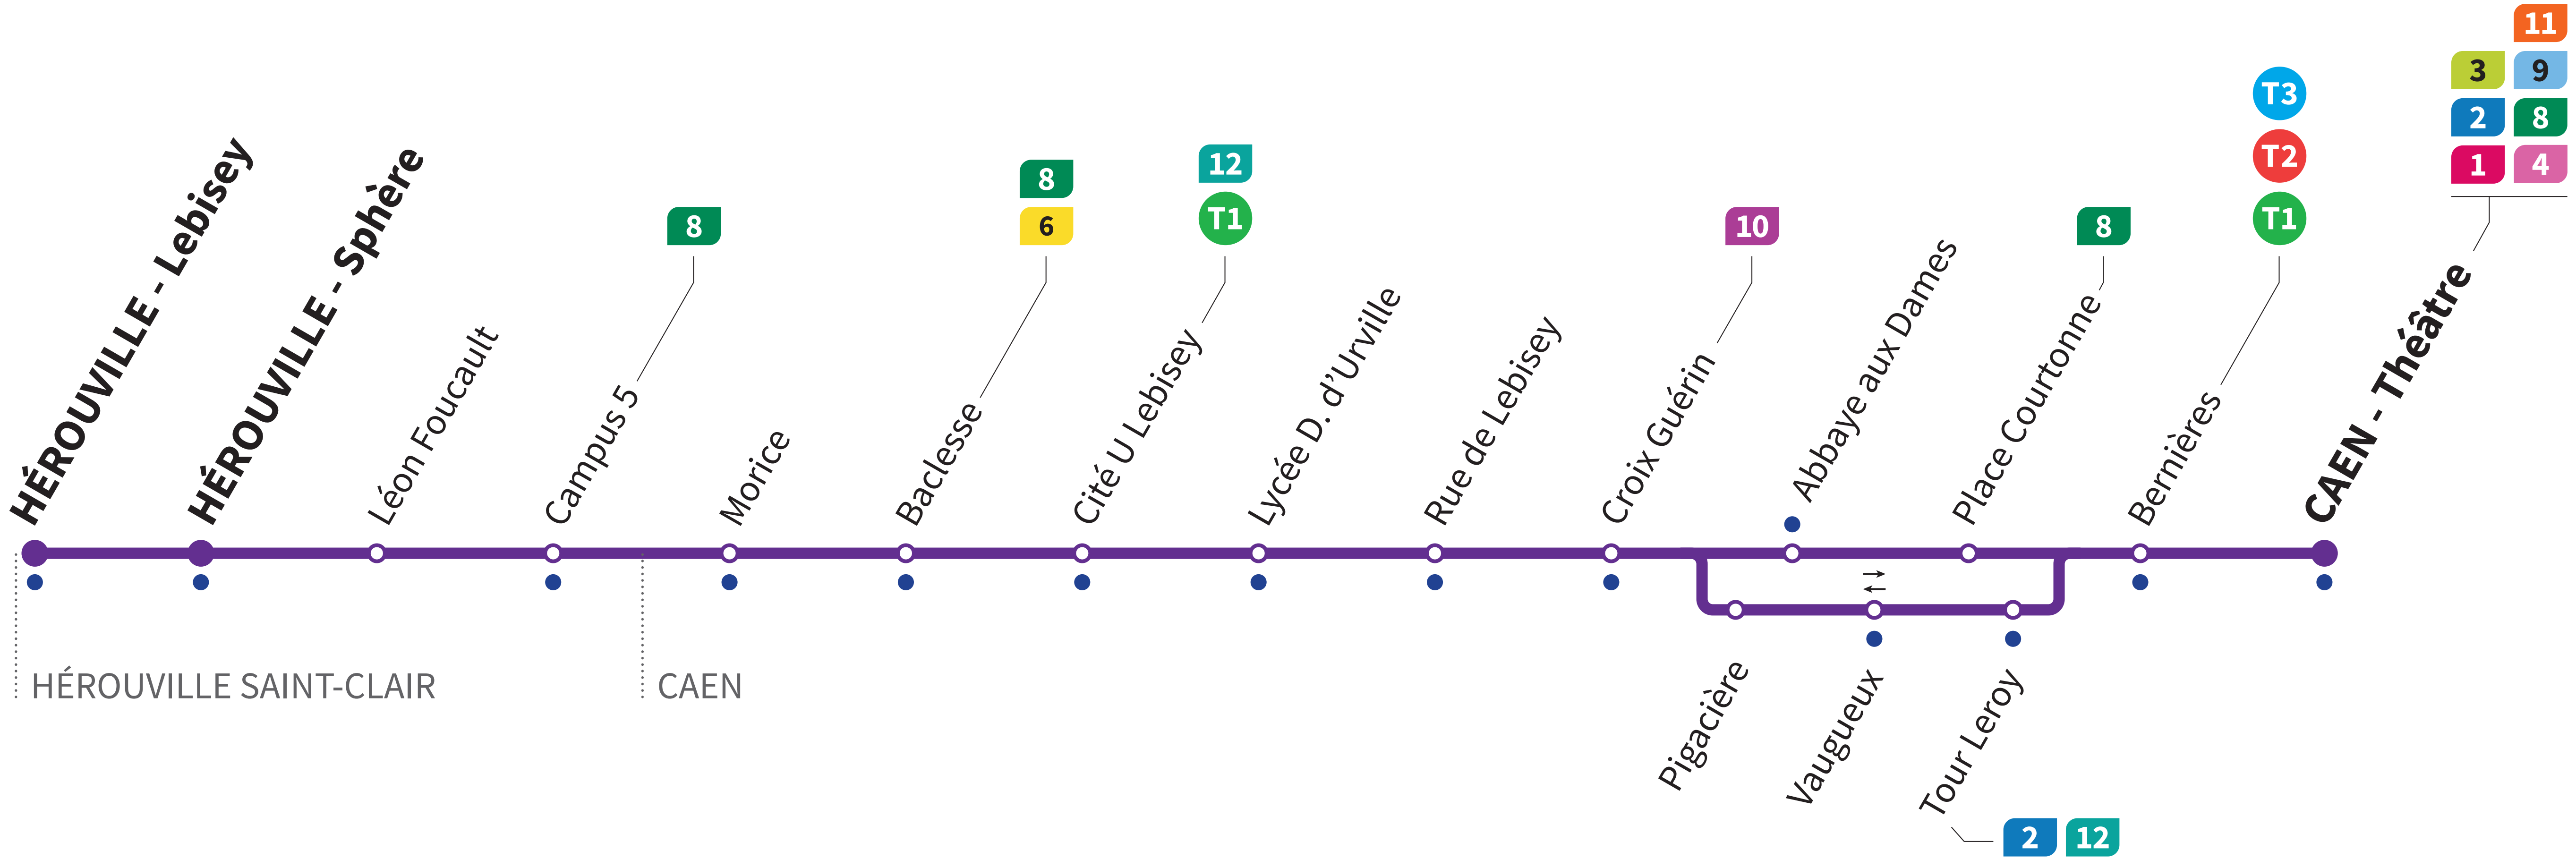 11
3 9
2 8
1 4
T3
T2
T1
8
10
12
T1
8
6
8
HÉROUVILLE - Lebisey
HÉROUVILLE - Sphère
Léon Foucault
Campus 5
Morice
Baclesse
Cité U Lebisey
Lycée D. d'Urville
Rue de Lebisey
Croix Guérin
Abbaye aux Dames
Place Courtonne
Bernières
CAEN - Théâtre
HÉROUVILLE SAINT-CLAIR
CAEN
Pigacière
Vaugueux
Tour Leroy
2 12